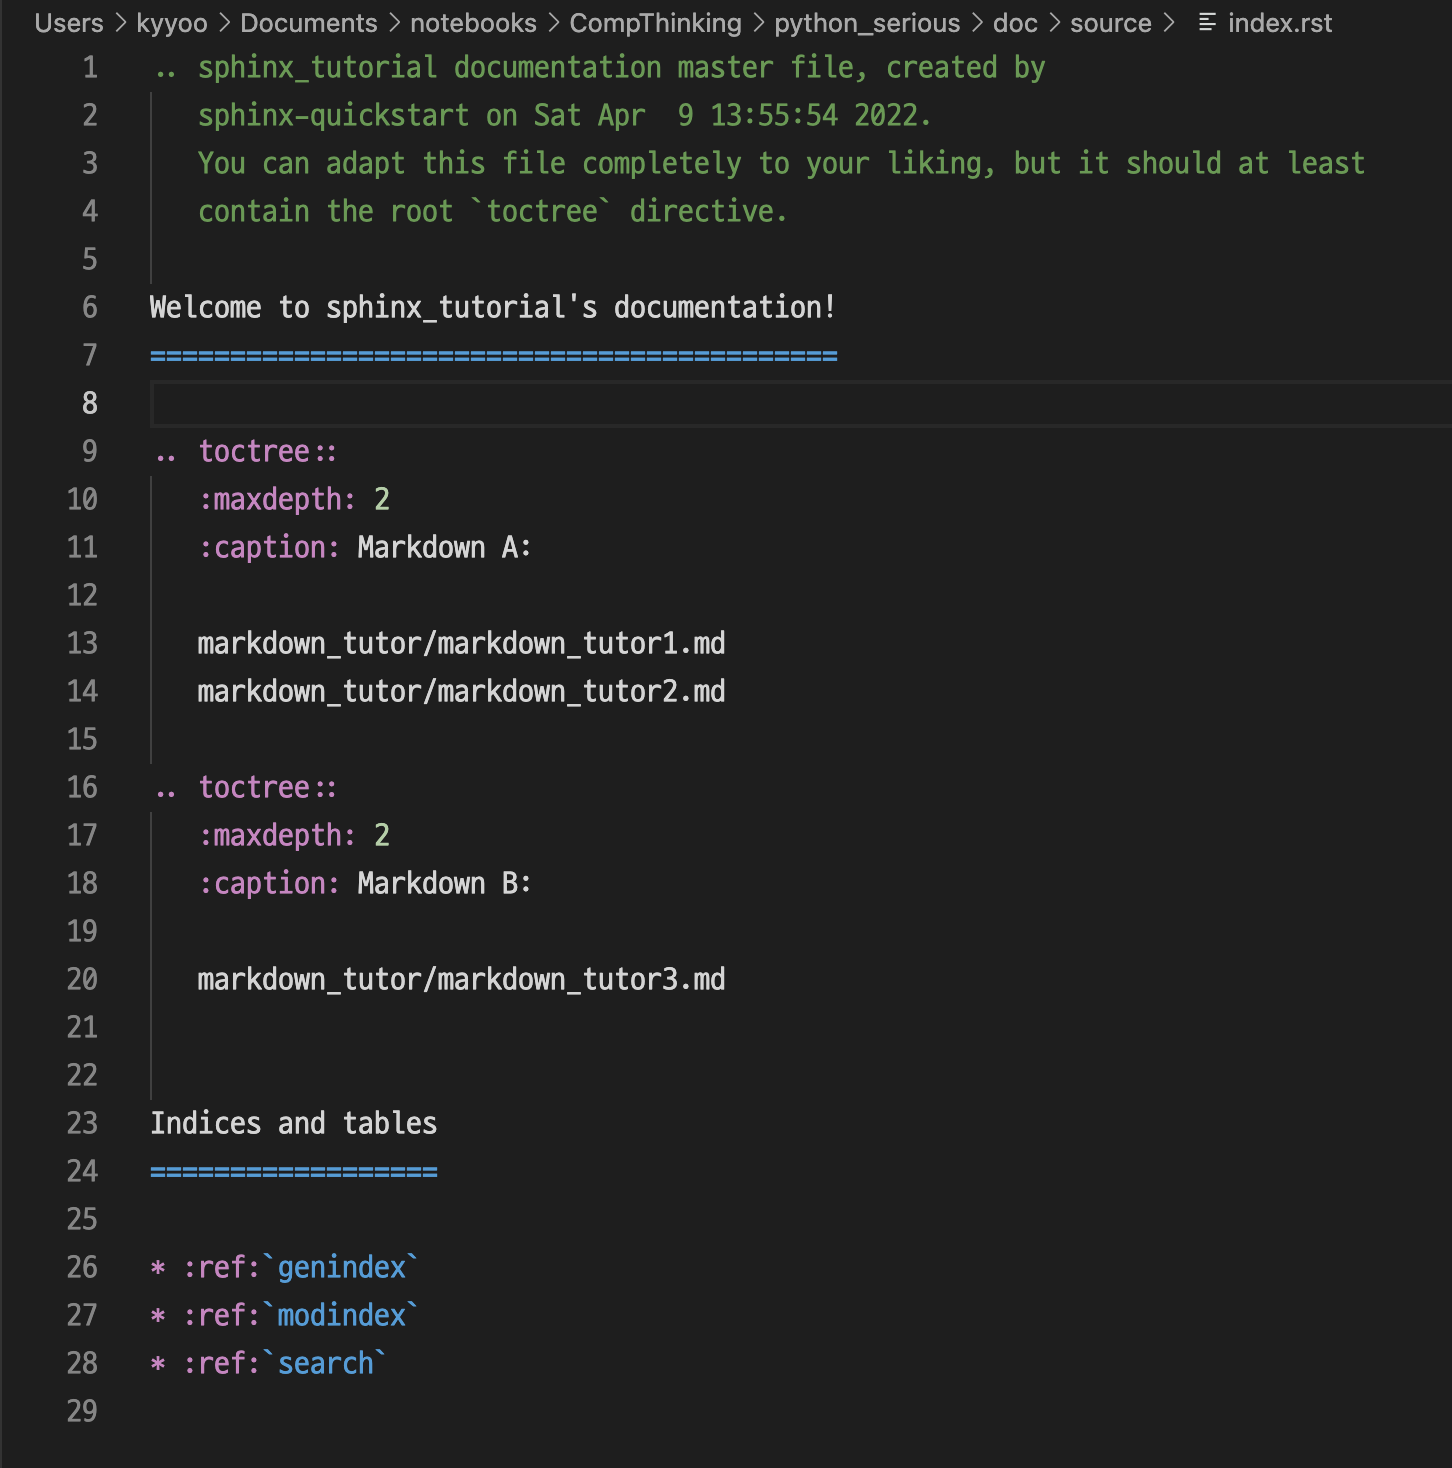 Users > kyyoo > Documents > notebooks > CompThinking > python_serious > doc > source > index.rst
1 .. sphinx_tutorial documentation master file, created by
2    sphinx-quickstart on Sat Apr  9 13:55:54 2022.
3    You can adapt this file completely to your liking, but it should at least
4    contain the root `toctree` directive.
5
6 Welcome to sphinx_tutorial's documentation!
7 ===========================================
8
9 .. toctree::
10    :maxdepth: 2
11    :caption: Markdown A:
12
13    markdown_tutor/markdown_tutor1.md
14    markdown_tutor/markdown_tutor2.md
15
16 .. toctree::
17    :maxdepth: 2
18    :caption: Markdown B:
19
20    markdown_tutor/markdown_tutor3.md
21
22
23 Indices and tables
24 ==================
25
26 * :ref:`genindex`
27 * :ref:`modindex`
28 * :ref:`search`
29